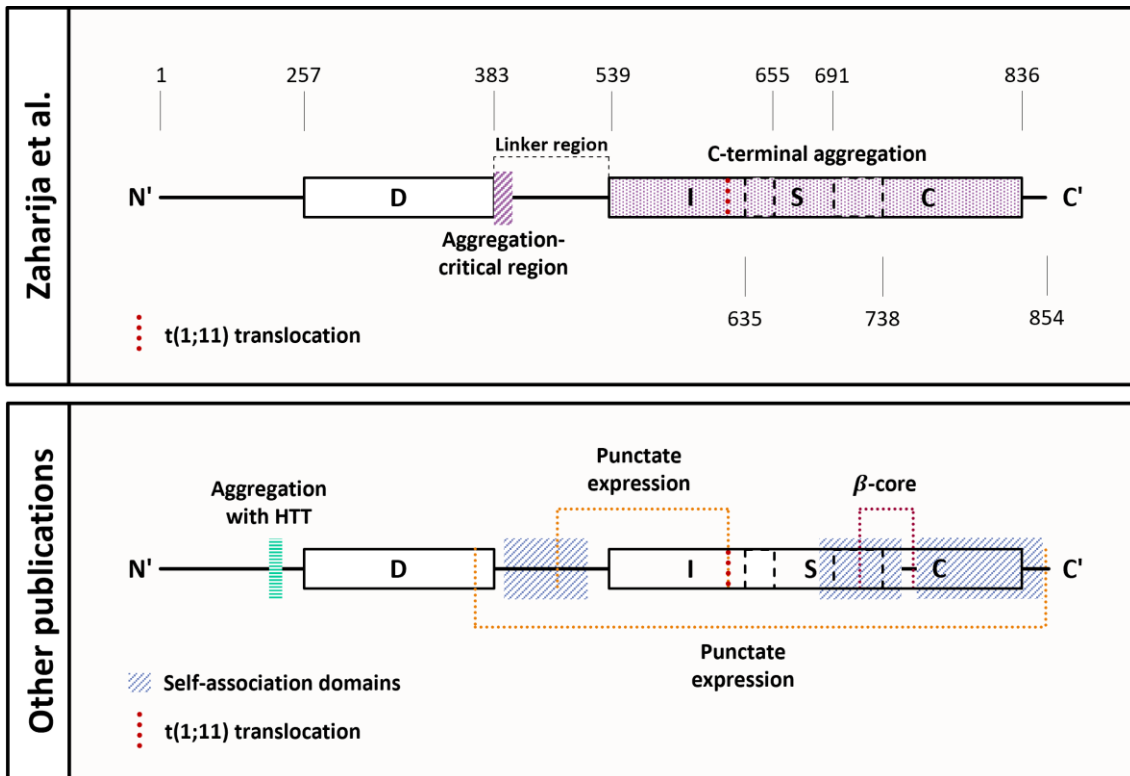 Zaharija et al.
1 257 383 539 655 691 836
Linker region
C-terminal aggregation
N' D I S C C'
Aggregation-
critical region
635 738 854
t(1;11) translocation
Other publications
Punctate
expression
Aggregation
with HTT
β-core
N' D I S C C'
Punctate
expression
Self-association domains
t(1;11) translocation